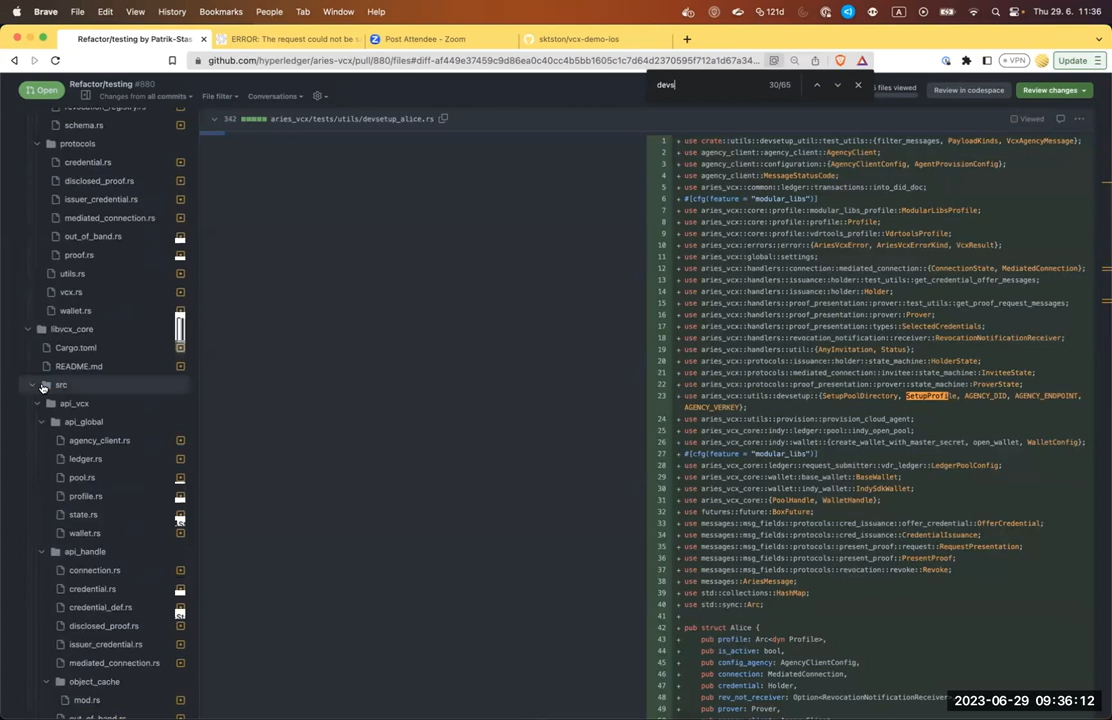 Brave File Edit View History Bookmarks People Tab Window Help
121d
A
Thu 29. 6. 11:36
Refactor/testing by Patrik-Stas
ERROR: The request could not be s
Post Attendee - Zoom
sktston/vcx-demo-ios
github.com/hyperledger/aries-vcx/pull/880/files#diff-af449e37459c9d86ea0c40cc4b5bb1605c1c7d64d2370595f712a1d67a34...
VPN
Update
Open
Refactor/testing #880
Changes from all commits
File filter
Conversations
devs
30/65
files viewed
Review in codespace
Review changes
342 aries_vcx/tests/utils/devsetup_alice.rs
Viewed
revocation_registry.rs
schema.rs
protocols
credential.rs
disclosed_proof.rs
issuer_credential.rs
mediated_connection.rs
out_of_band.rs
proof.rs
utils.rs
vcx.rs
wallet.rs
libvcx_core
Cargo.toml
README.md
src
api_vcx
api_global
agency_client.rs
ledger.rs
pool.rs
profile.rs
state.rs
wallet.rs
api_handle
connection.rs
credential.rs
credential_def.rs
disclosed_proof.rs
issuer_credential.rs
mediated_connection.rs
object_cache
mod.rs
out_of_band.rs
1 + use crate::utils::devsetup_util::test_utils::{filter_messages, PayloadKinds, VcxAgencyMessage};
2 + use agency_client::agency_client::AgencyClient;
3 + use agency_client::configuration::{AgencyClientConfig, AgentProvisionConfig};
4 + use agency_client::MessageStatusCode;
5 + use aries_vcx::common::ledger::transactions::into_did_doc;
6 + #[cfg(feature = "modular_libs")]
7 + use aries_vcx::core::profile::modular_libs_profile::ModularLibsProfile;
8 + use aries_vcx::core::profile::profile::Profile;
9 + use aries_vcx::core::profile::vdrtools_profile::VdrtoolsProfile;
10 + use aries_vcx::errors::error::{AriesVcxError, AriesVcxErrorKind, VcxResult};
11 + use aries_vcx::global::settings;
12 + use aries_vcx::handlers::connection::mediated_connection::{ConnectionState, MediatedConnection};
13 + use aries_vcx::handlers::issuance::holder::test_utils::get_credential_offer_messages;
14 + use aries_vcx::handlers::issuance::holder::Holder;
15 + use aries_vcx::handlers::proof_presentation::prover::test_utils::get_proof_request_messages;
16 + use aries_vcx::handlers::proof_presentation::prover::Prover;
17 + use aries_vcx::handlers::proof_presentation::types::SelectedCredentials;
18 + use aries_vcx::handlers::revocation_notification::receiver::RevocationNotificationReceiver;
19 + use aries_vcx::handlers::util::{AnyInvitation, Status};
20 + use aries_vcx::protocols::issuance::holder::state_machine::HolderState;
21 + use aries_vcx::protocols::mediated_connection::invitee::state_machine::InviteeState;
22 + use aries_vcx::protocols::proof_presentation::prover::state_machine::ProverState;
23 + use aries_vcx::utils::devsetup::{SetupPoolDirectory, SetupProfile, AGENCY_DID, AGENCY_ENDPOINT,
AGENCY_VERKEY};
24 + use aries_vcx::utils::provision::provision_cloud_agent;
25 + use aries_vcx_core::indy::ledger::pool::indy_open_pool;
26 + use aries_vcx_core::indy::wallet::{create_wallet_with_master_secret, open_wallet, WalletConfig};
27 + #[cfg(feature = "modular_libs")]
28 + use aries_vcx_core::ledger::request_submitter::vdr_ledger::LedgerPoolConfig;
29 + use aries_vcx_core::wallet::base_wallet::BaseWallet;
30 + use aries_vcx_core::wallet::indy_wallet::IndySdkWallet;
31 + use aries_vcx_core::{PoolHandle, WalletHandle};
32 + use futures::future::BoxFuture;
33 + use messages::msg_fields::protocols::cred_issuance::offer_credential::OfferCredential;
34 + use messages::msg_fields::protocols::cred_issuance::CredentialIssuance;
35 + use messages::msg_fields::protocols::present_proof::request::RequestPresentation;
36 + use messages::msg_fields::protocols::present_proof::PresentProof;
37 + use messages::msg_fields::protocols::revocation::revoke::Revoke;
38 + use messages::AriesMessage;
39 + use std::collections::HashMap;
40 + use std::sync::Arc;
41 +
42 + pub struct Alice {
43 + pub profile: Arc<dyn Profile>,
44 + pub is_active: bool,
45 + pub config_agency: AgencyClientConfig,
46 + pub connection: MediatedConnection,
47 + pub credential: Holder,
48 + pub rev_not_receiver: Option<RevocationNotificationReceiver>,
49 + pub prover: Prover,
2023-06-29 09:36:12